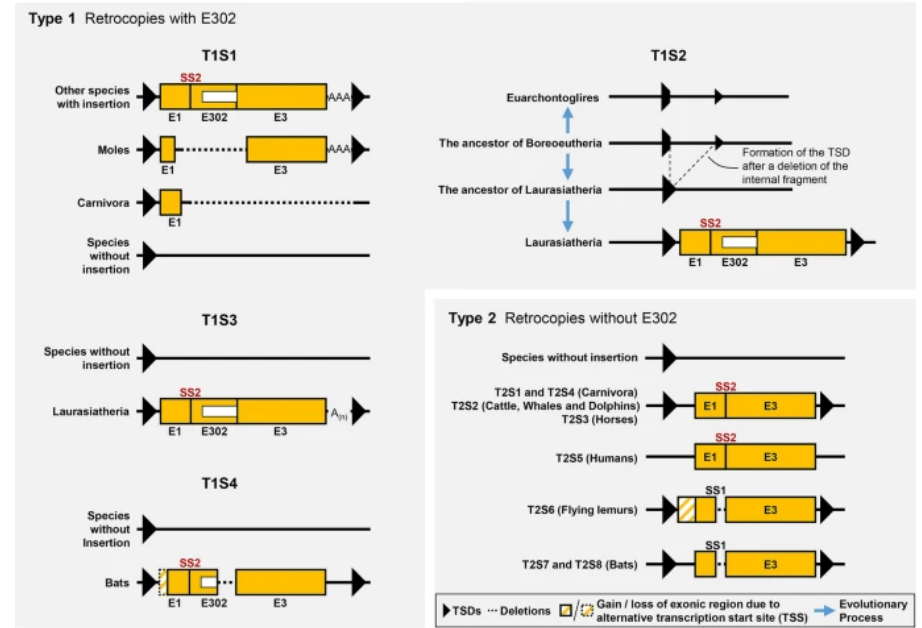 Type 1 Retrocopies with E302
T1S1
Other species
with insertion
SS2
AAA
E1 E302 E3
Moles
AAA
E1 E3
Carnivora
E1
Species
without
insertion
T1S2
Euarchontoglires
The ancestor of Boreoeutheria
Formation of the TSD
after a deletion of the
internal fragment
The ancestor of Laurasiatheria
SS2
Laurasiatheria
E1 E302 E3
T1S3
Species without
insertion
SS2
Laurasiatheria
A(n)
E1 E302 E3
T1S4
Species
without
Insertion
SS2
Bats
E1 E302 E3
Type 2 Retrocopies without E302
Species without insertion
T2S1 and T2S4 (Carnivora)
T2S2 (Cattle, Whales and Dolphins)
T2S3 (Horses)
SS2
E1 E3
SS2
T2S5 (Humans)
E1 E3
SS1
T2S6 (Flying lemurs)
E3
SS1
T2S7 and T2S8 (Bats)
E3
TSDs ··· Deletions / Gain / loss of exonic region due to
alternative transcription start site (TSS)
Evolutionary
Process